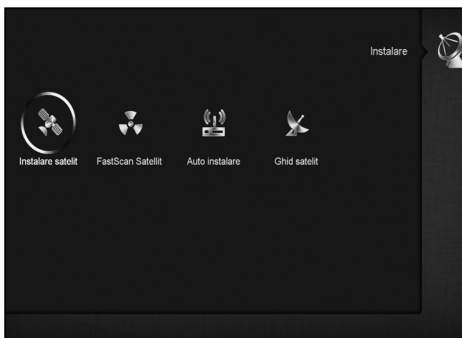 Instalare
Instalare satelit
FastScan Satellit
Auto instalare
Ghid satelit